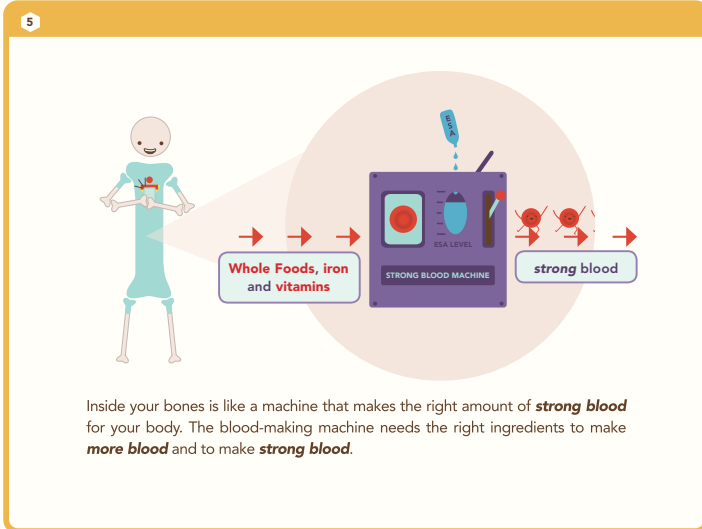 5
ESA
ESA LEVEL
STRONG BLOOD MACHINE
Whole Foods, iron
and vitamins
strong blood
Inside your bones is like a machine that makes the right amount of strong blood
for your body. The blood-making machine needs the right ingredients to make
more blood and to make strong blood.